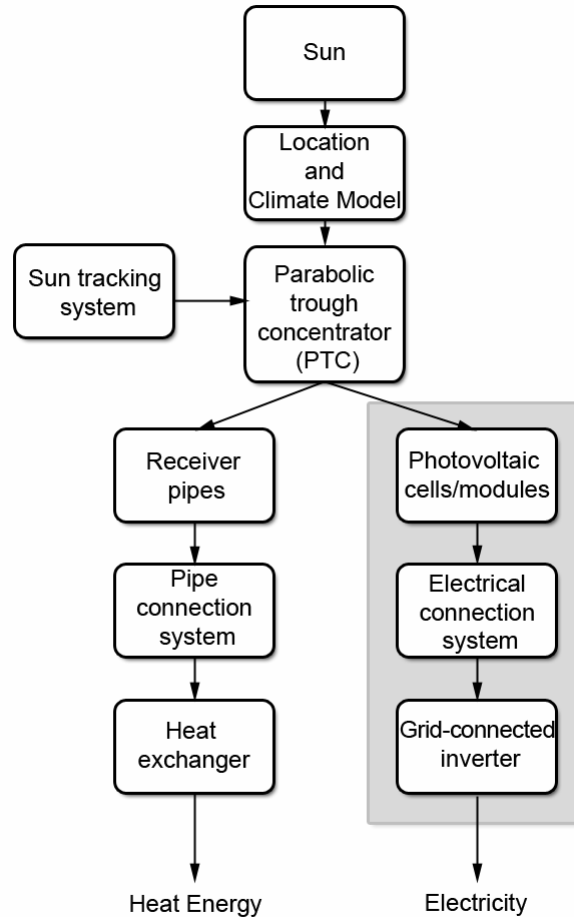 Sun
Location
and
Climate Model
Sun tracking
system
Parabolic
trough
concentrator
(PTC)
Receiver
pipes
Photovoltaic
cells/modules
Pipe
connection
system
Electrical
connection
system
Heat
exchanger
Grid-connected
inverter
Heat Energy
Electricity